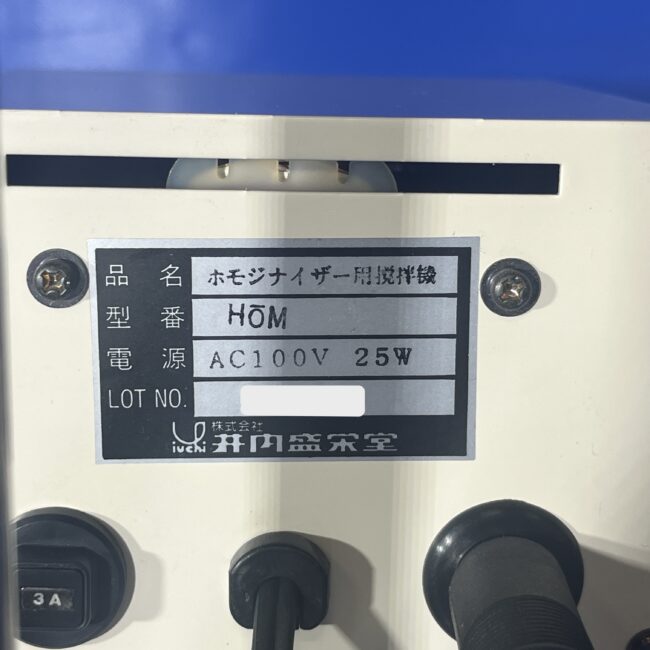 品名 ホモジナイザー用撹拌機
型番 HŌM
電源 AC100V 25W
LOT NO.
iuchi 株式会社 井内盛栄堂
3A